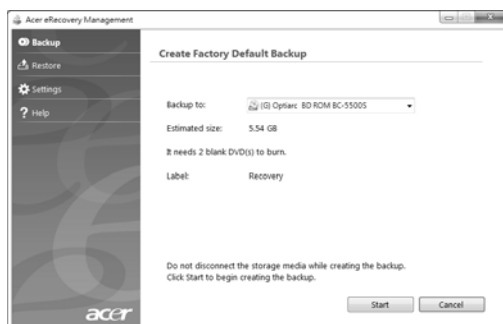 Acer eRecovery Management
Backup
Restore
Settings
Help
Create Factory Default Backup
Backup to: (G) Optiarc BD ROM BC-5500S
Estimated size: 5.54 GB
It needs 2 blank DVD(s) to burn.
Label: Recovery
Do not disconnect the storage media while creating the backup.
Click Start to begin creating the backup.
Start Cancel
acer